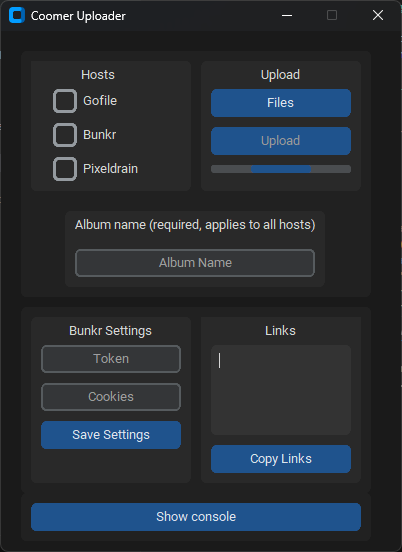 Coomer Uploader
Hosts
Gofile
Bunkr
Pixeldrain
Upload
Files
Upload
Album name (required, applies to all hosts)
Album Name
Bunkr Settings
Token
Cookies
Save Settings
Links
Copy Links
Show console